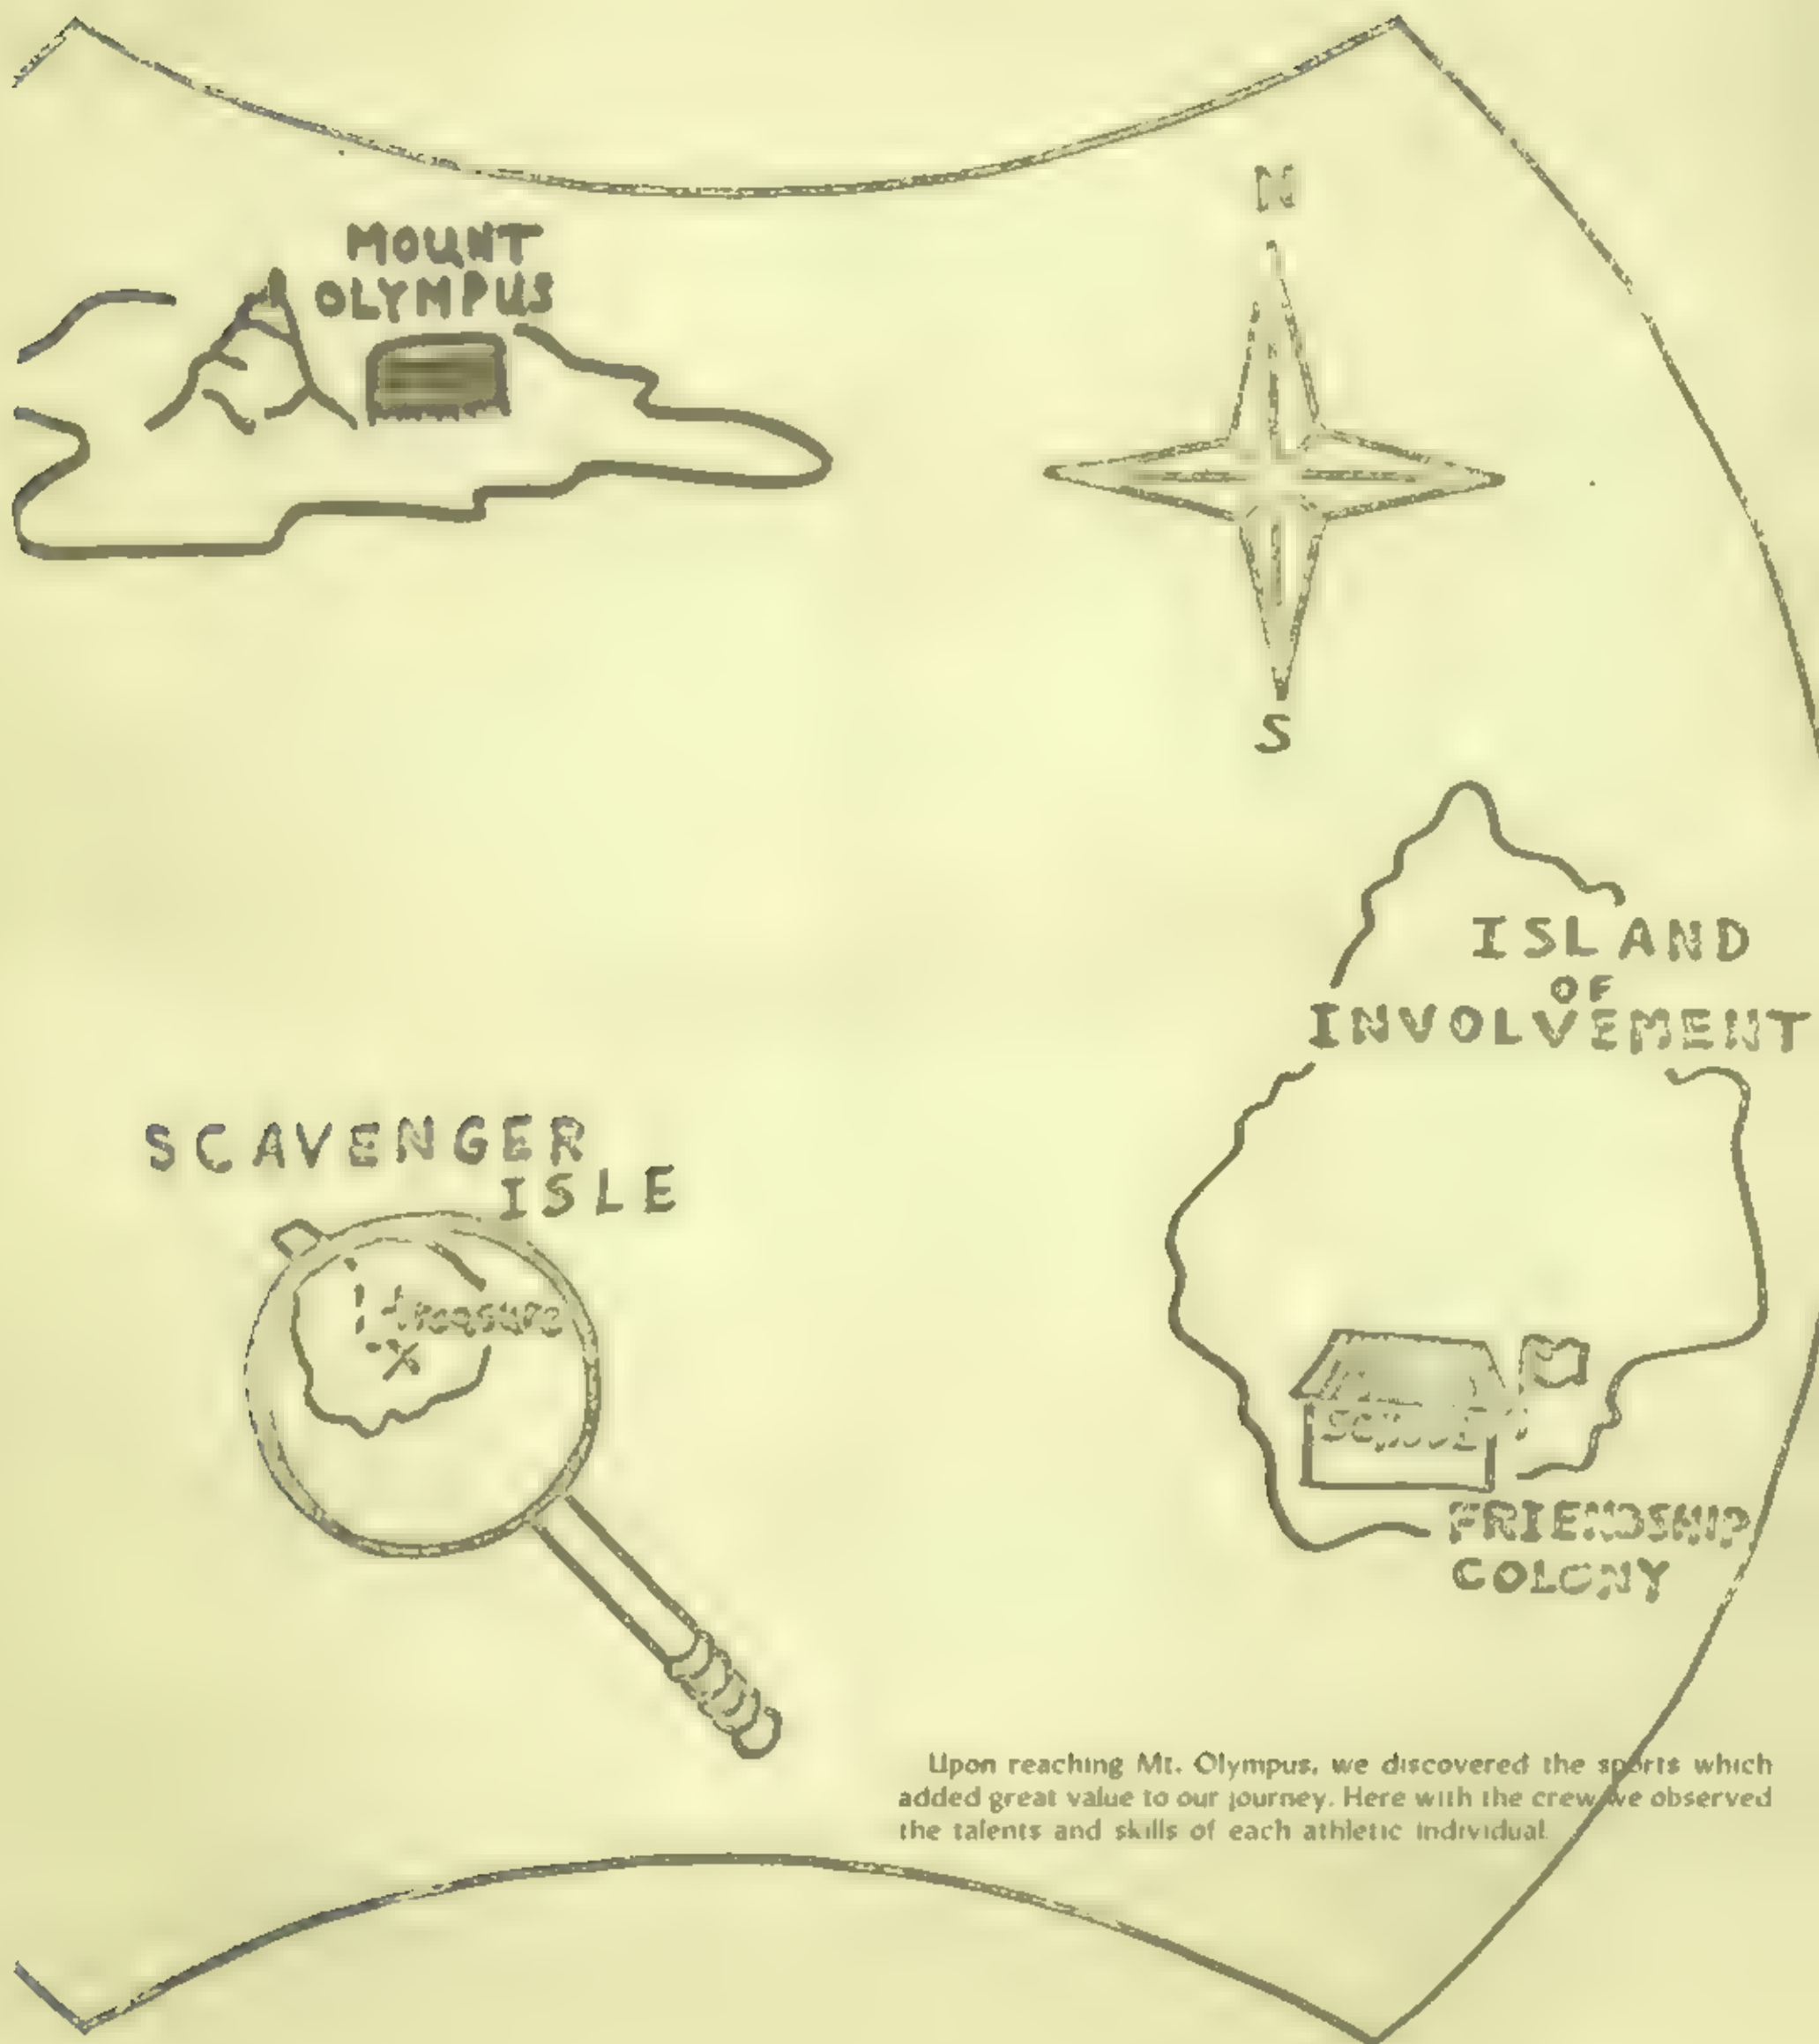 MOUNT
OLYMPUS
N
S
ISLAND
OF
INVOLVEMENT
SCAVENGER
ISLE
treasure
X
SCHOOL
FRIENDSHIP
COLONY
Upon reaching Mt. Olympus, we discovered the sports which
added great value to our journey. Here with the crew we observed
the talents and skills of each athletic individual.